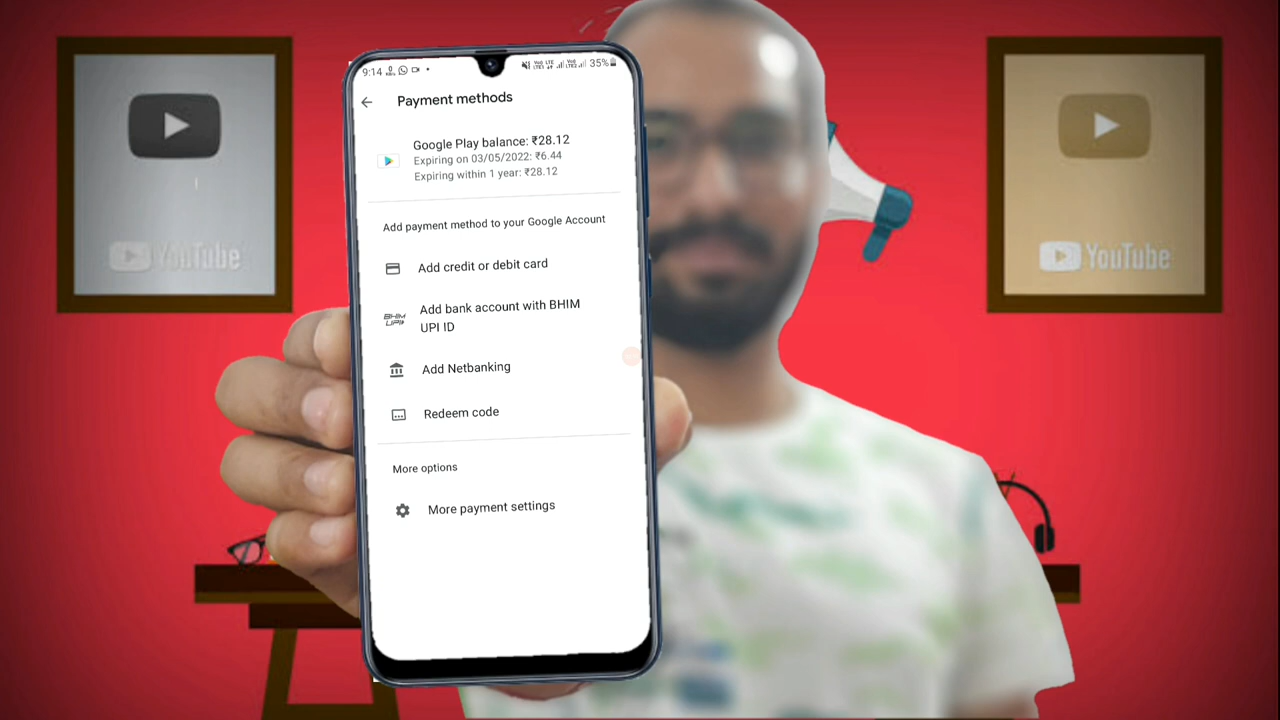 9:14
35%
Payment methods
Google Play balance: ₹28.12
Expiring on 03/05/2022: ₹6.44
Expiring within 1 year: ₹28.12
Add payment method to your Google Account
Add credit or debit card
BHIM
UPI
Add bank account with BHIM
UPI ID
Add Netbanking
Redeem code
More options
More payment settings
YouTube
YouTube